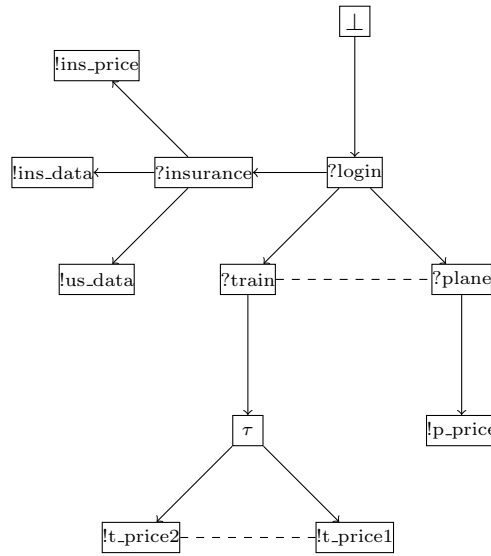 ⊥
!ins_price
!ins_data
?insurance
?login
!us_data
?train
?plane
τ
!p_price
!t_price2
!t_price1